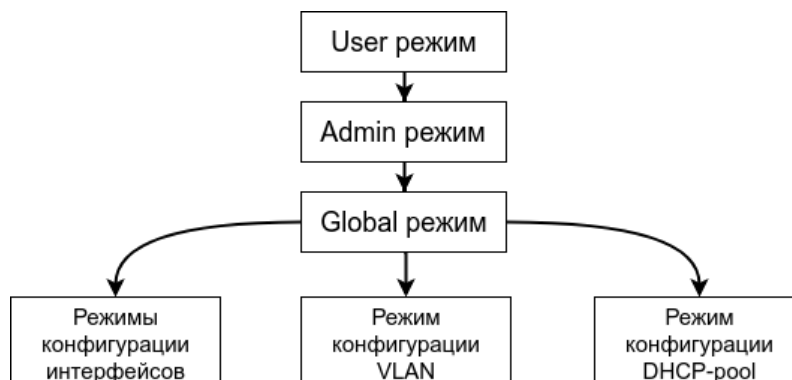 User режим
Admin режим
Global режим
Режимы
конфигурации
интерфейсов
Режим
конфигурации
VLAN
Режим
конфигурации
DHCP-pool